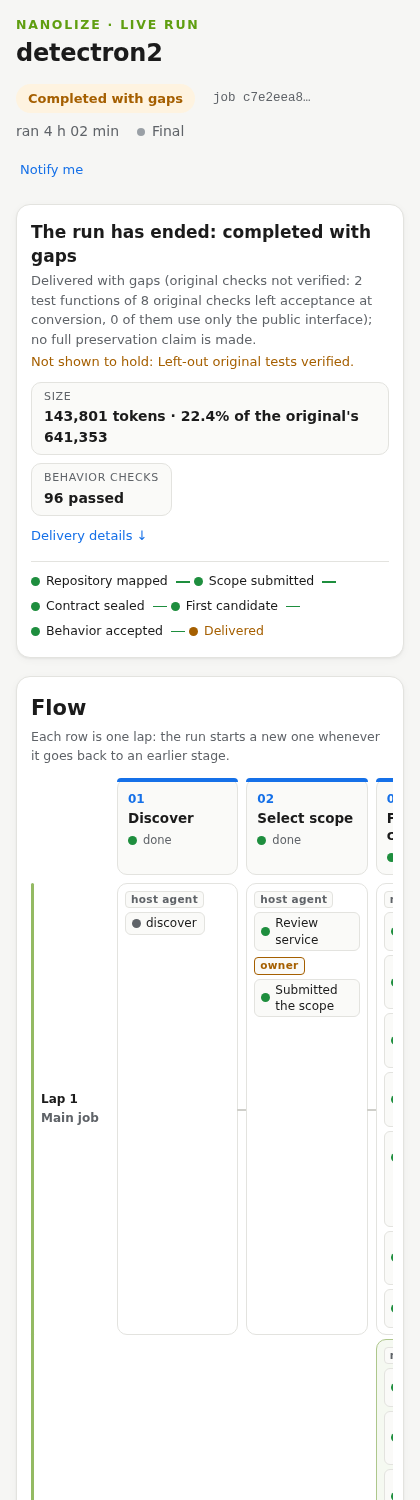 NANOLIZE · LIVE RUN
detectron2
Completed with gaps
job c7e2eea8…
ran 4 h 02 min
Final
Notify me
The run has ended: completed with
gaps
Delivered with gaps (original checks not verified: 2
test functions of 8 original checks left acceptance at
conversion, 0 of them use only the public interface);
no full preservation claim is made.
Not shown to hold: Left-out original tests verified.
SIZE
143,801 tokens · 22.4% of the original's
641,353
BEHAVIOR CHECKS
96 passed
Delivery details ↓
Repository mapped
Scope submitted
Contract sealed
First candidate
Behavior accepted
Delivered
Flow
Each row is one lap: the run starts a new one whenever
it goes back to an earlier stage.
01
Discover
done
02
Select scope
done
host agent
discover
host agent
Review
service
owner
Submitted
the scope
Lap 1
Main job